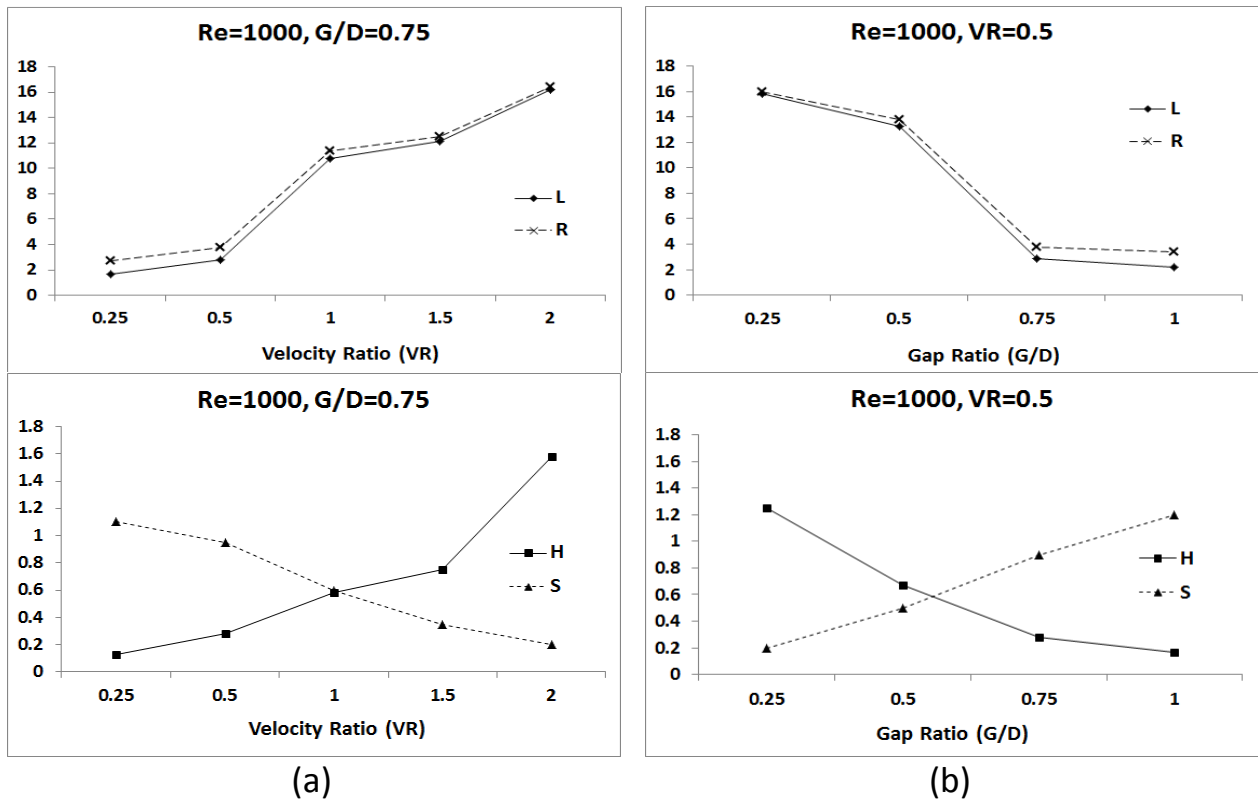 Re=1000, G/D=0.75
18
16
14
12
10
8
6
4
2
0
L
R
0.25 0.5 1 1.5 2
Velocity Ratio (VR)
Re=1000, VR=0.5
18
16
14
12
10
8
6
4
2
0
L
R
0.25 0.5 0.75 1
Gap Ratio (G/D)
Re=1000, G/D=0.75
1.8
1.6
1.4
1.2
1
0.8
0.6
0.4
0.2
0
H
S
0.25 0.5 1 1.5 2
Velocity Ratio (VR)
Re=1000, VR=0.5
1.8
1.6
1.4
1.2
1
0.8
0.6
0.4
0.2
0
H
S
0.25 0.5 0.75 1
Gap Ratio (G/D)
(a) (b)